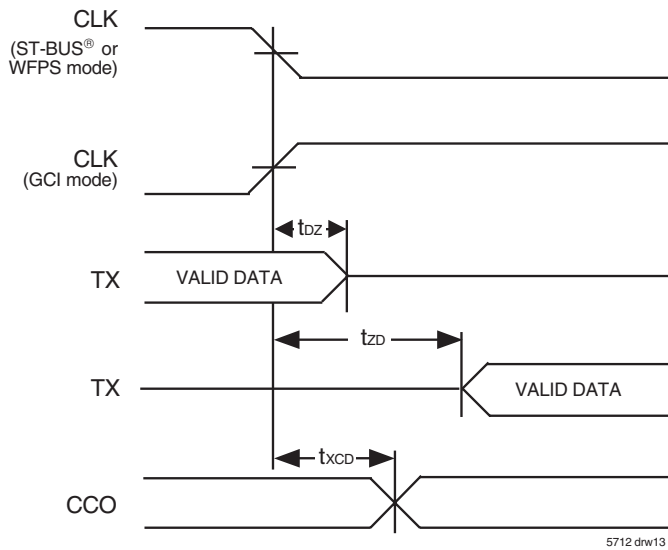 CLK
(ST-BUS® or
WFPS mode)
CLK
(GCI mode)
tDZ
TX
VALID DATA
tZD
TX
VALID DATA
tXCD
CCO
5712 drw13